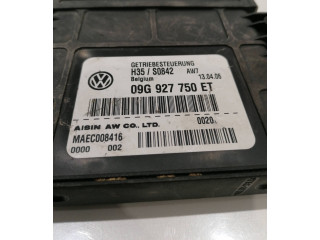 GETRIEBESTEUERUNG
H35 / S0842 AW7
Belgium 13.04.06
09G 927 750 ET
0020
AISIN AW CO., LTD.
MAEC008416
0000 002